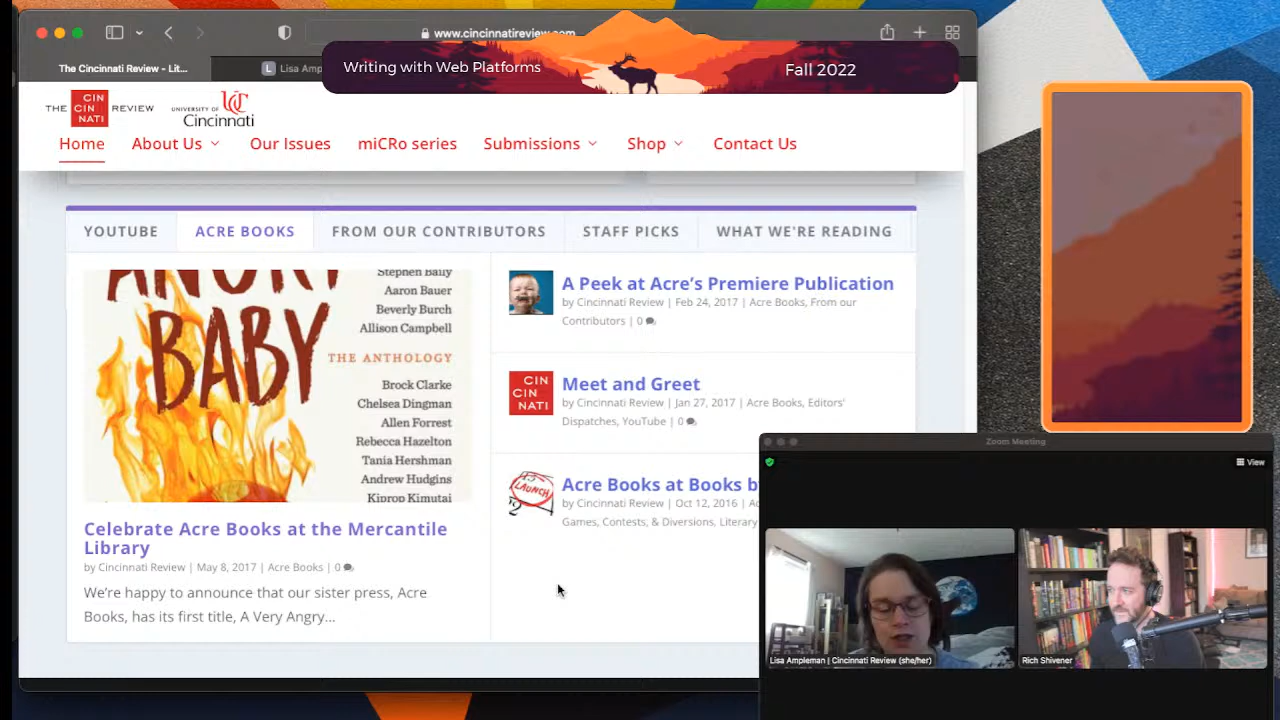 www.cincinnatireview.com
Writing with Web Platforms
Fall 2022
The Cincinnati Review - Lit...
L Lisa Amp
THE CIN CIN NATI REVIEW
UNIVERSITY OF Cincinnati
Home About Us Our Issues miCRo series Submissions Shop Contact Us
YOUTUBE ACRE BOOKS FROM OUR CONTRIBUTORS STAFF PICKS WHAT WE'RE READING
ANGRY
BABY
THE ANTHOLOGY
Stephen Bally
Aaron Bauer
Beverly Burch
Allison Campbell
Brock Clarke
Chelsea Dingman
Allen Forrest
Rebecca Hazelton
Tania Hershman
Andrew Hudgins
Kiprop Kimutai
Celebrate Acre Books at the Mercantile
Library
by Cincinnati Review | May 8, 2017 | Acre Books | 0
We're happy to announce that our sister press, Acre
Books, has its first title, A Very Angry...
A Peek at Acre's Premiere Publication
by Cincinnati Review | Feb 24, 2017 | Acre Books, From our
Contributors | 0
CIN
CIN
NATI
Meet and Greet
by Cincinnati Review | Jan 27, 2017 | Acre Books, Editors'
Dispatches, YouTube | 0
LAUNCH
Acre Books at Books b
by Cincinnati Review | Oct 12, 2016 | A
Games, Contests, & Diversions, Literary
Zoom Meeting
View
Lisa Ampleman | Cincinnati Review (she/her)
Rich Shivener